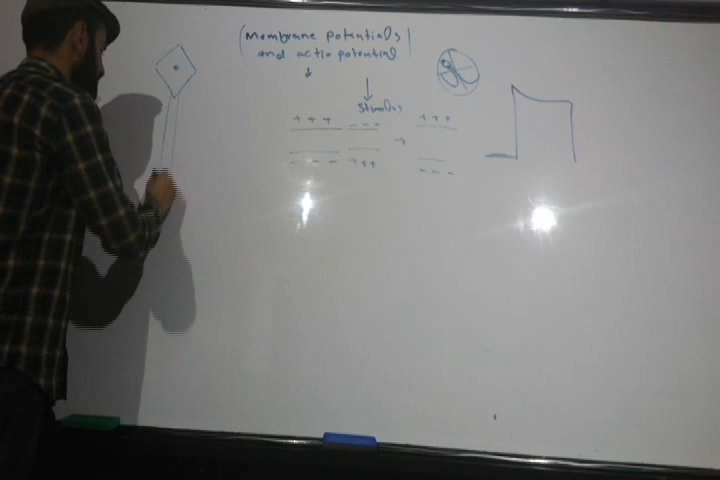 (Membrane potentials)
and actio potential
stimulus
+ + + - - - + + +
- - - + + + - - -